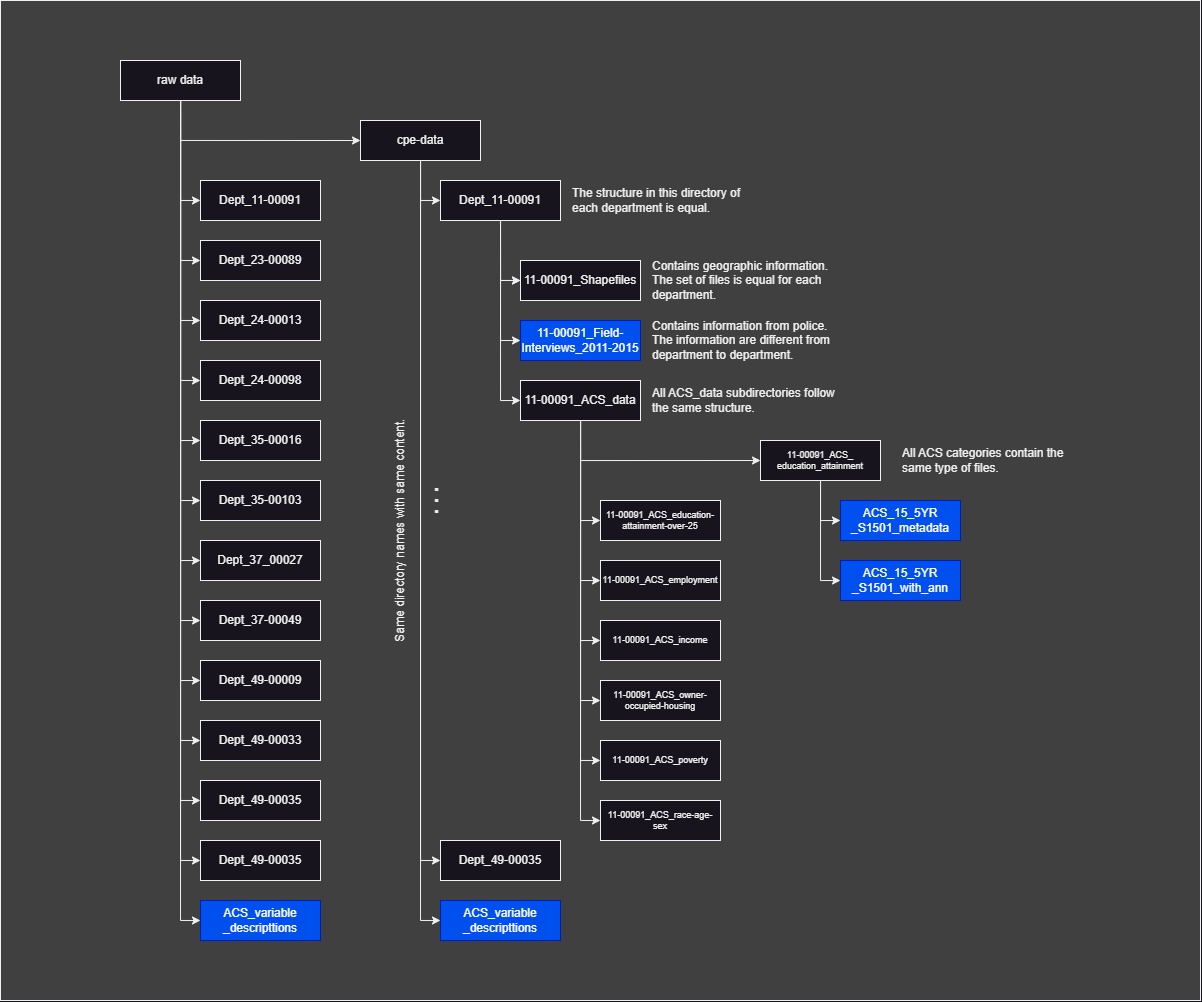 raw data
cpe-data
Dept_11-00091
Dept_23-00089
Dept_24-00013
Dept_24-00098
Dept_35-00016
Dept_35-00103
Dept_37_00027
Dept_37-00049
Dept_49-00009
Dept_49-00033
Dept_49-00035
Dept_49-00035
ACS_variable
_descripttions
Same directory names with same content.
Dept_11-00091
The structure in this directory of
each department is equal.
11-00091_Shapefiles
Contains geographic information.
The set of files is equal for each
department.
11-00091_Field-
Interviews_2011-2015
Contains information from police.
The information are different from
department to department.
11-00091_ACS_data
All ACS_data subdirectories follow
the same structure.
11-00091_ACS_
education_attainment
All ACS categories contain the
same type of files.
ACS_15_5YR
_S1501_metadata
ACS_15_5YR
_S1501_with_ann
11-00091_ACS_education-
attainment-over-25
11-00091_ACS_employment
11-00091_ACS_income
11-00091_ACS_owner-
occupied-housing
11-00091_ACS_poverty
11-00091_ACS_race-age-
sex
Dept_49-00035
ACS_variable
_descripttions